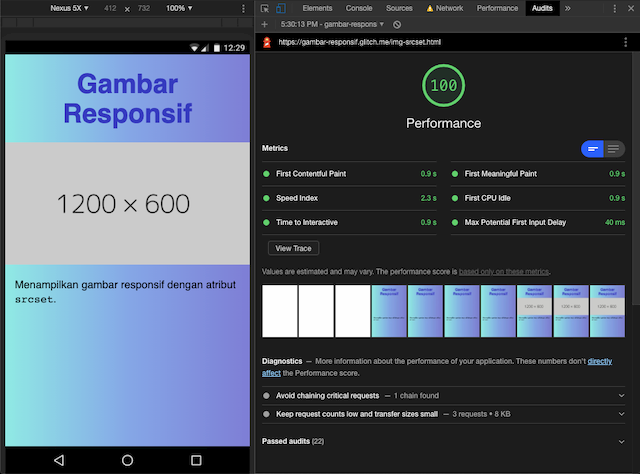 Nexus 5X ▼ 412 × 732 100% ▼
Elements Console Sources Network Performance Audits »
+ 5:30:13 PM - gambar-respons ▼
https://gambar-responsif.glitch.me/img-srcset.html
12:29
Gambar
Responsif
1200 × 600
Menampilkan gambar responsif dengan atribut
srcset.
100
Performance
Metrics
First Contentful Paint 0.9 s
First Meaningful Paint 0.9 s
Speed Index 2.3 s
First CPU Idle 0.9 s
Time to Interactive 0.9 s
Max Potential First Input Delay 40 ms
View Trace
Values are estimated and may vary. The performance score is based only on these metrics.
Diagnostics — More information about the performance of your application. These numbers don't directly
affect the Performance score.
Avoid chaining critical requests — 1 chain found
Keep request counts low and transfer sizes small — 3 requests • 8 KB
Passed audits (22)